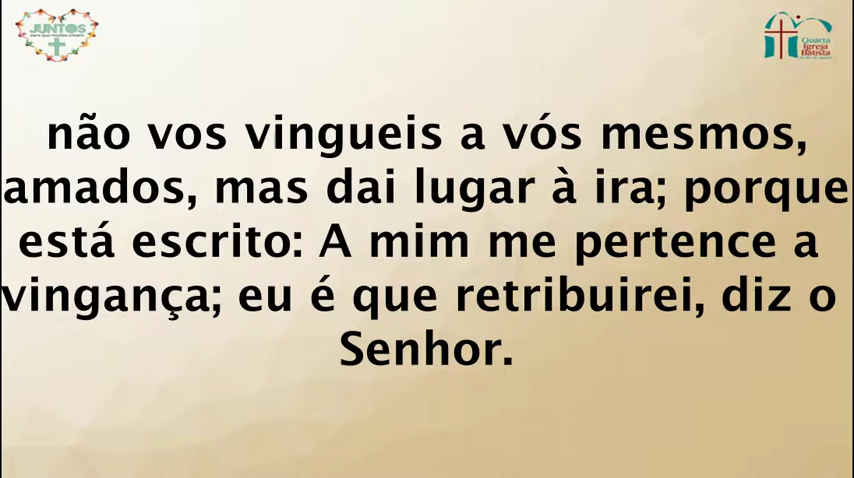 JUNTOS
Quarta
Igreja
Batista
não vos vingueis a vós mesmos,
amados, mas dai lugar à ira; porque
está escrito: A mim me pertence a
vingança; eu é que retribuirei, diz o
Senhor.